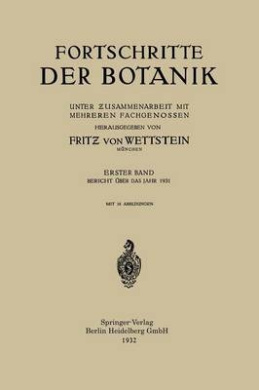 FORTSCHRITTE
DER BOTANIK
UNTER ZUSAMMENARBEIT MIT
MEHREREN FACHGENOSSEN
HERAUSGEGEBEN VON
FRITZ VON WETTSTEIN
MÜNCHEN
ERSTER BAND
BERICHT ÜBER DAS JAHR 1931
MIT ABBILDUNGEN
Springer-Verlag
Berlin Heidelberg GmbH
1932